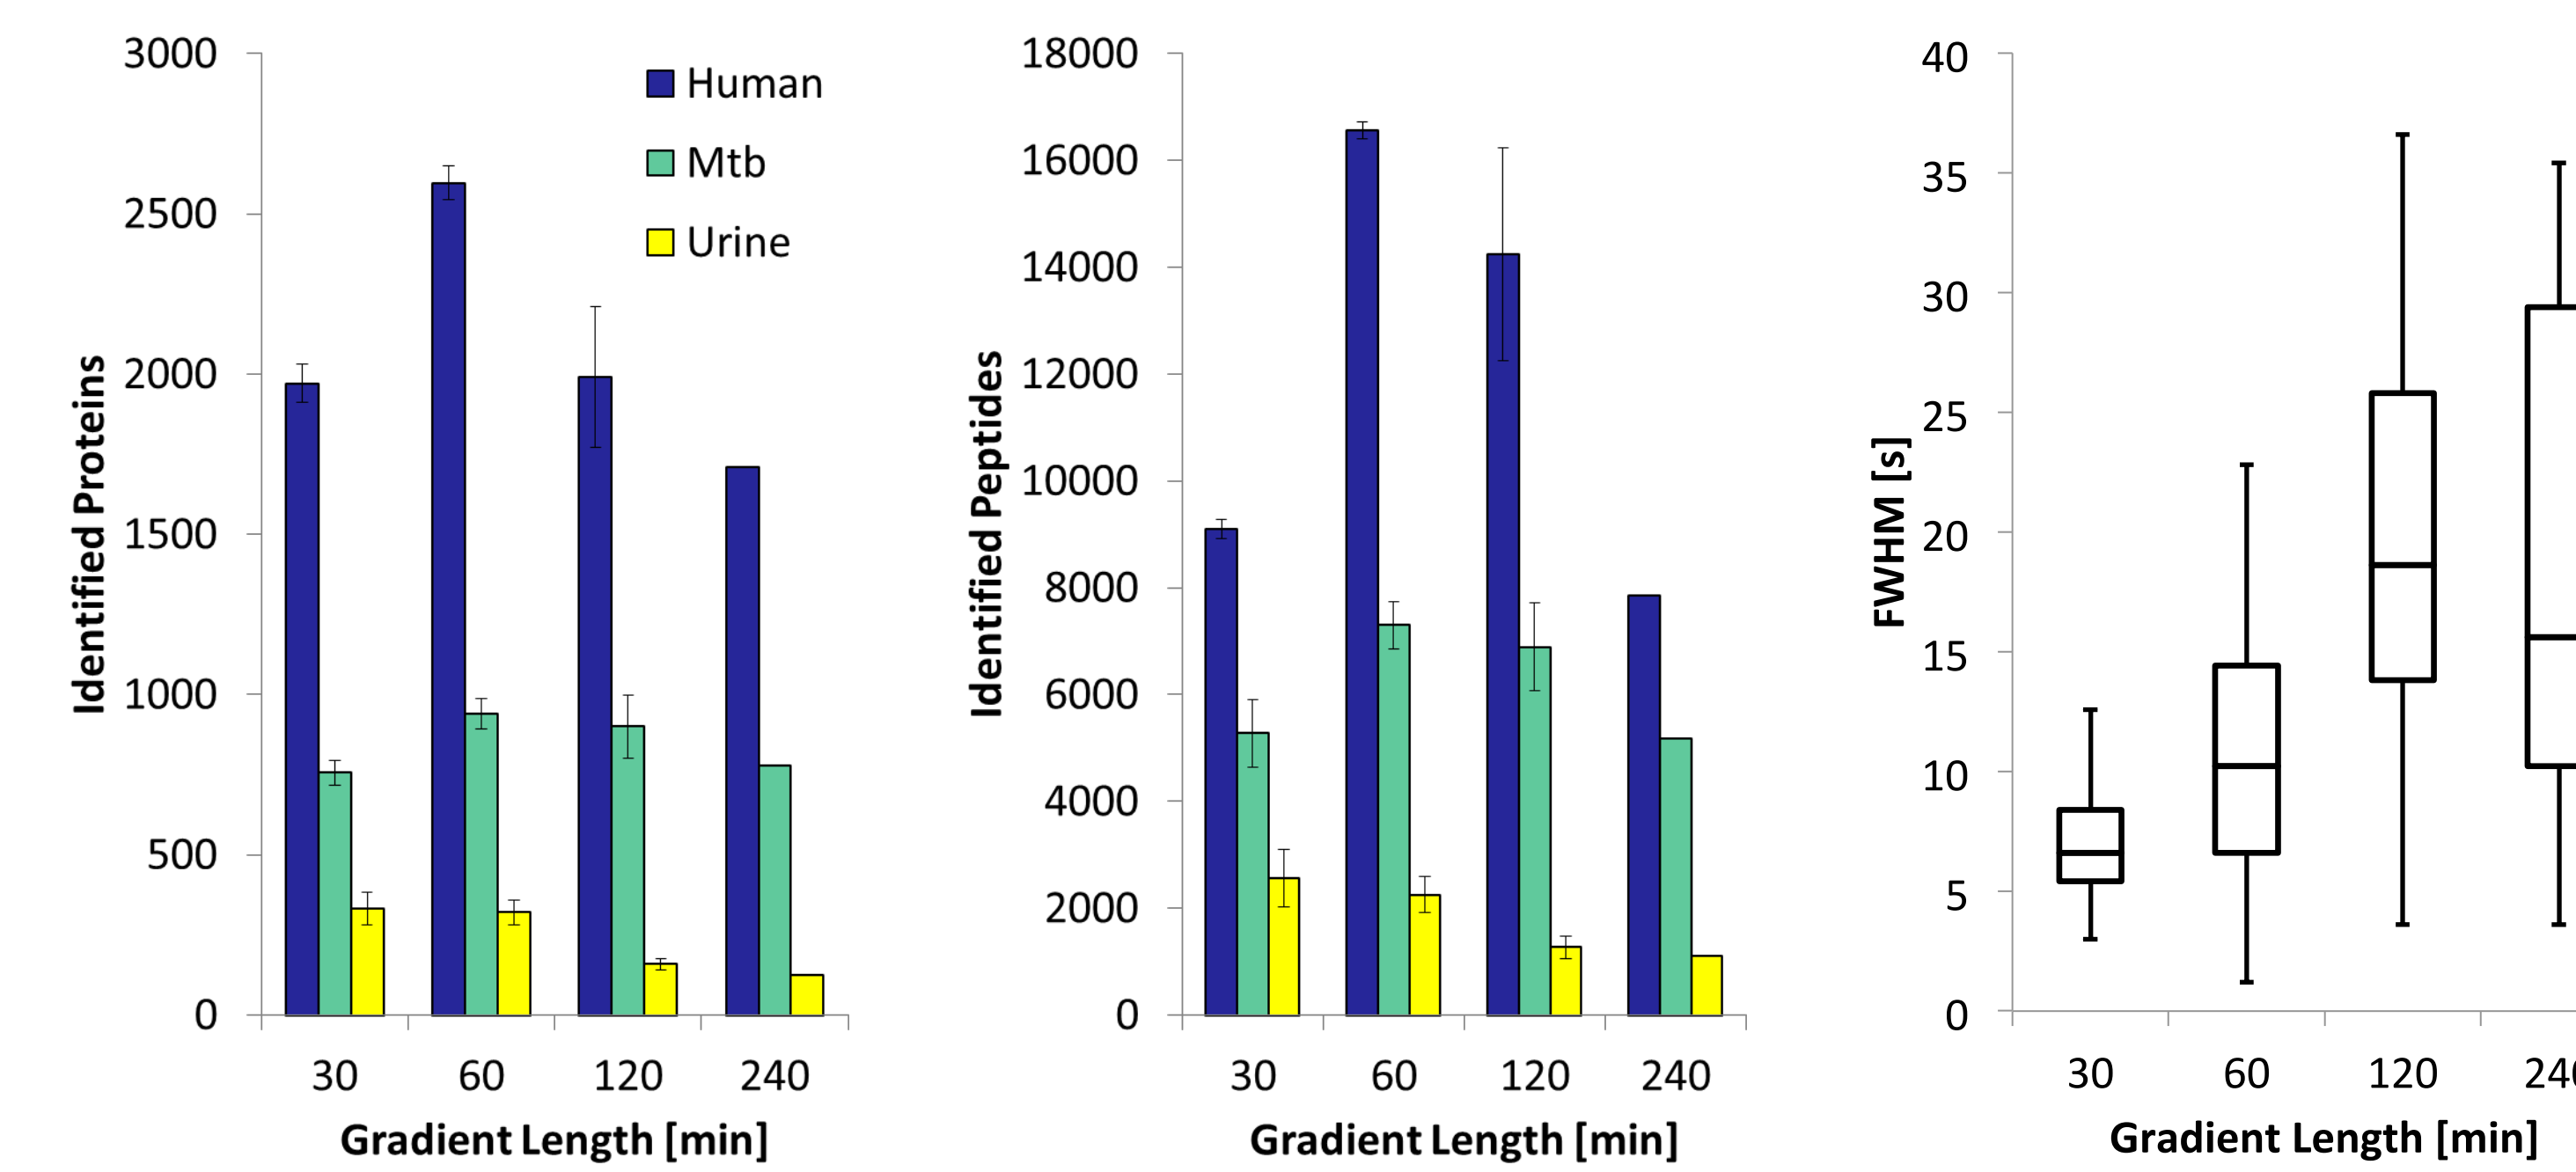 3000
2500
2000
1500
1000
500
0
Identified Proteins
Human
Mtb
Urine
30 60 120 240
Gradient Length [min]
18000
16000
14000
12000
10000
8000
6000
4000
2000
0
Identified Peptides
30 60 120 240
Gradient Length [min]
40
35
30
25
20
15
10
5
0
FWHM [s]
30 60 120 240
Gradient Length [min]